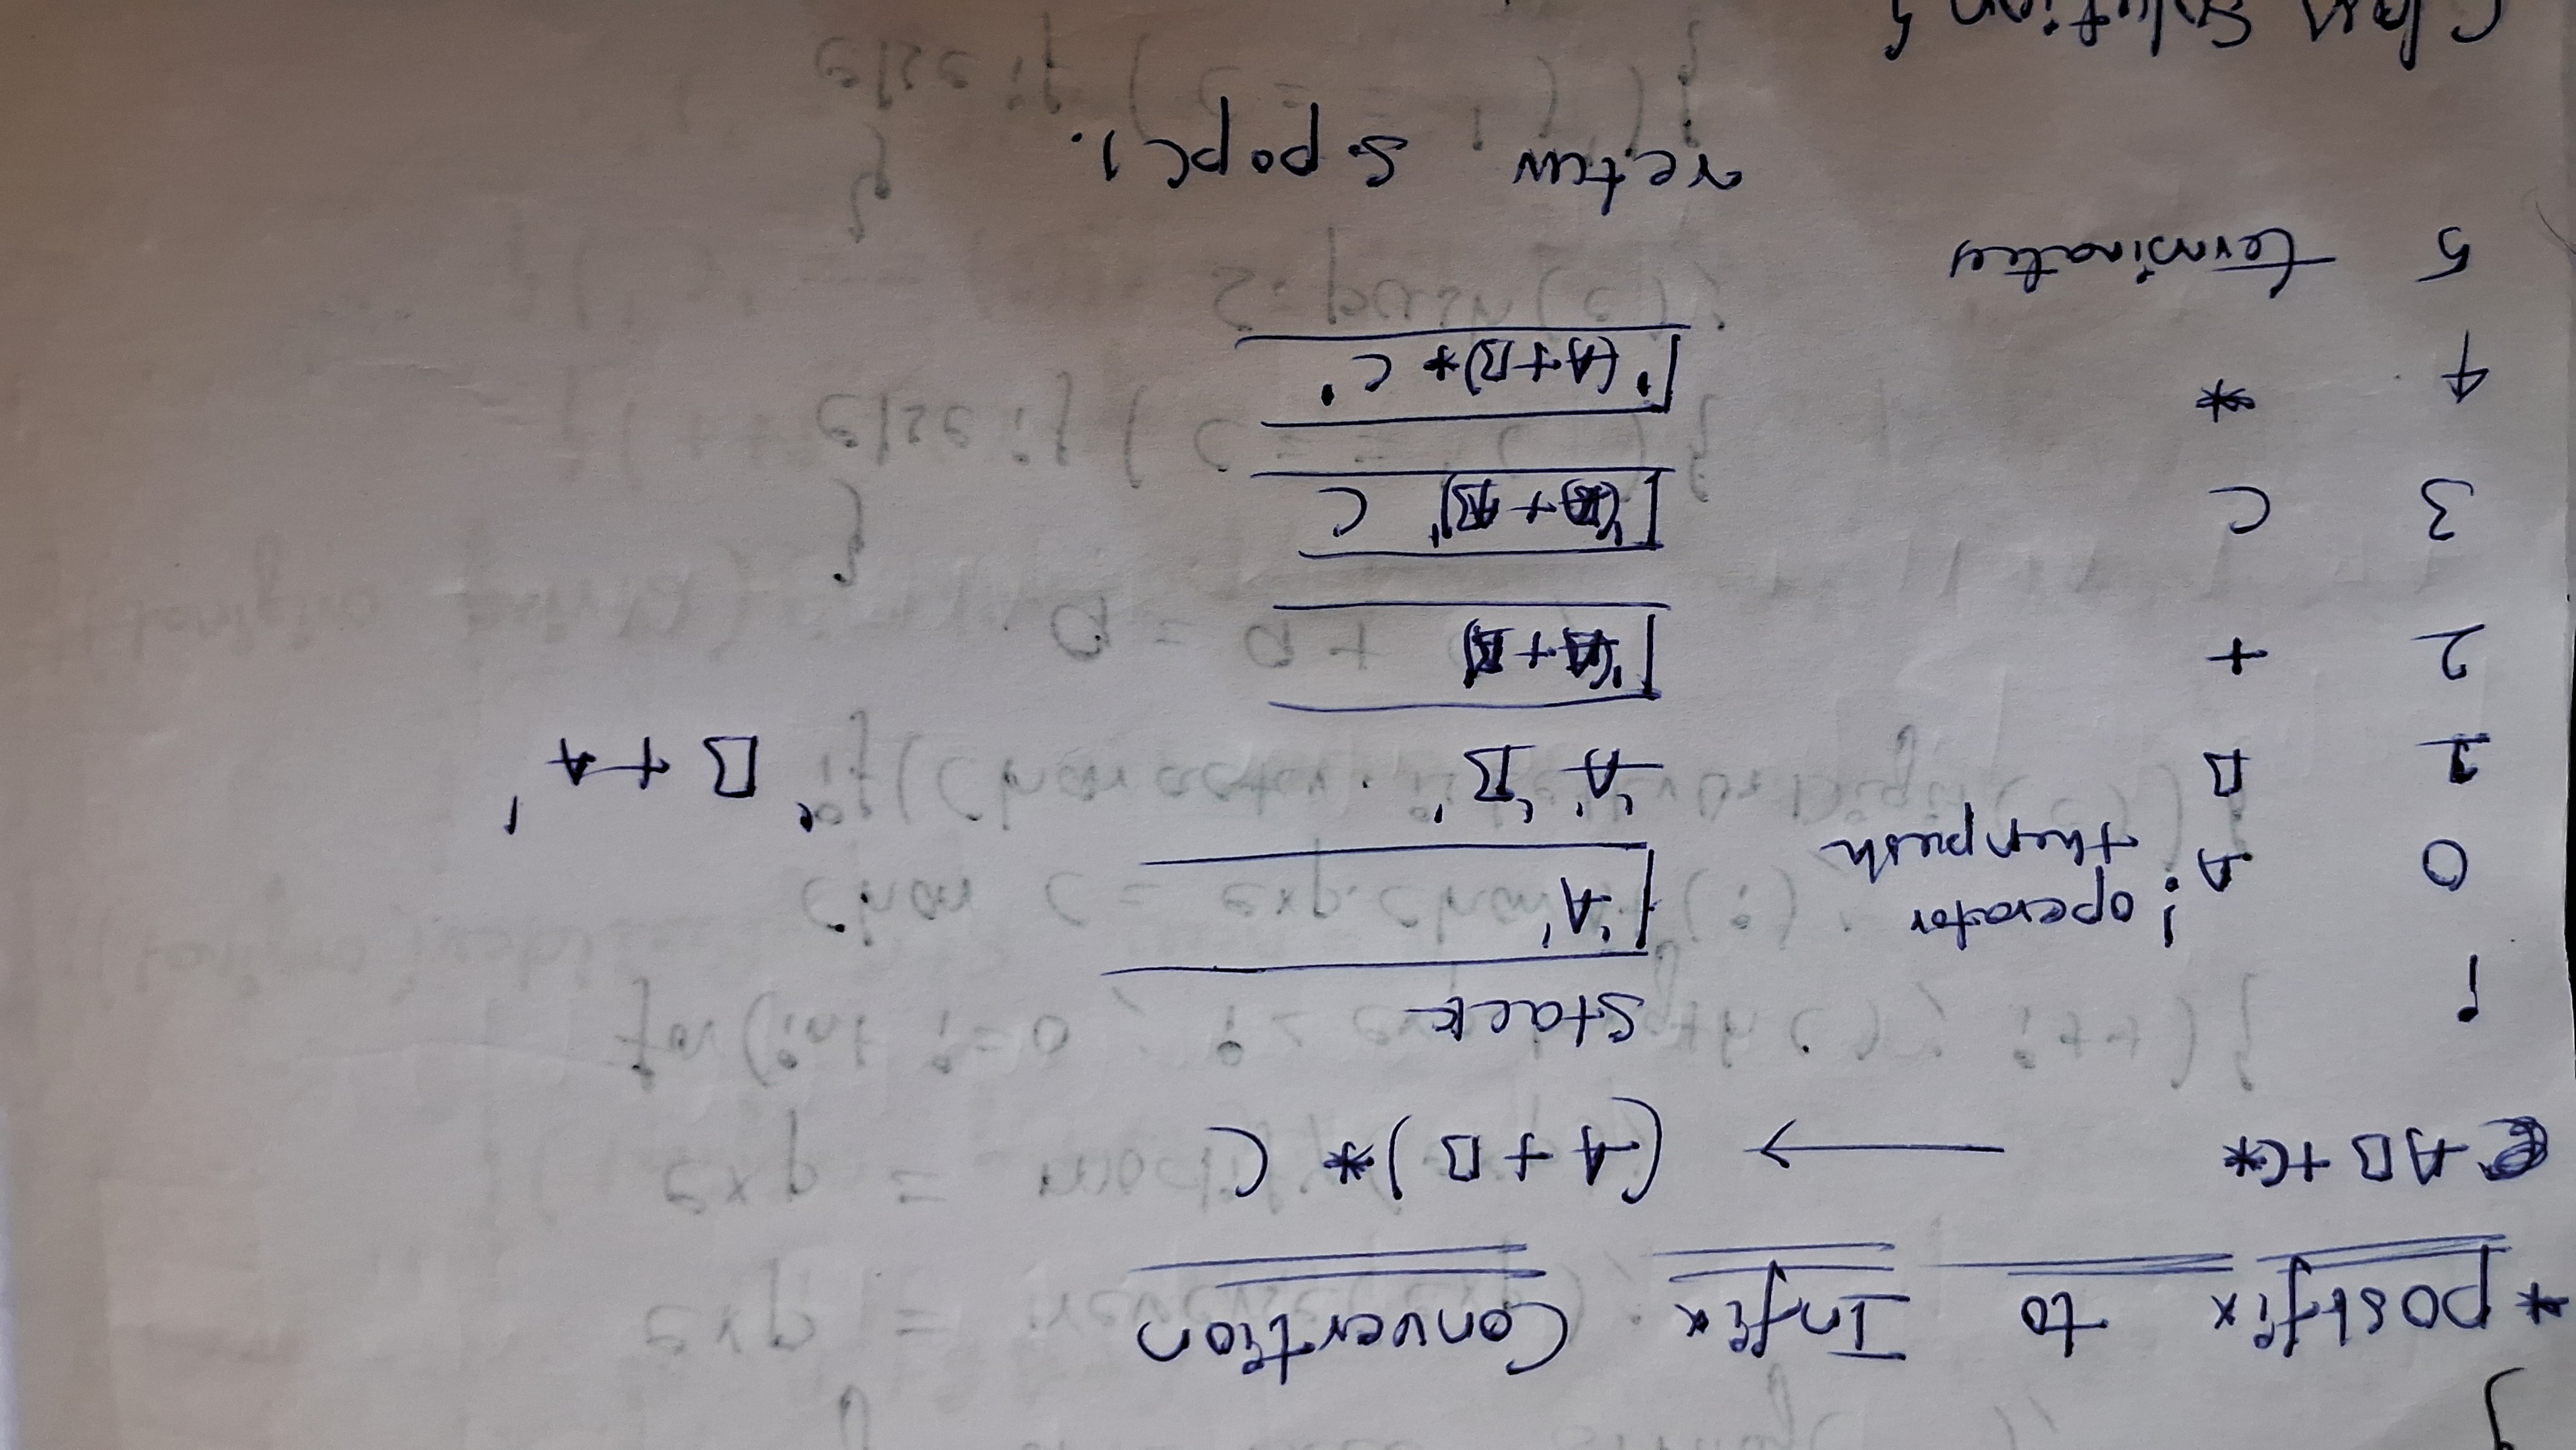 * Postfix to Infix Convertion
AB+C* → (A+B)*C
i Stack
0 A ! operator ['A'
then push
1 B 'A' 'B' 'B+A'
2 + ['(A+B)
3 C ['(A+B)' C
4 * ['(A+B)*C'
5 terminates
return s.pop().
Class Solution {